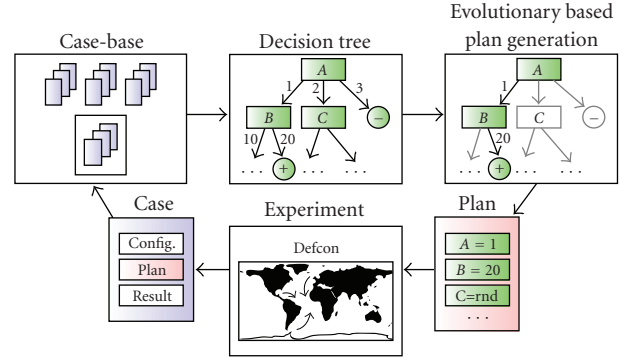 Case-base
Decision tree
Evolutionary based
plan generation
A
1 2 3
B C −
10 20
· · · + · · · · · ·
A
1
B C −
20
· · · + · · · · · ·
Case
Config.
Plan
Result
Experiment
Defcon
Plan
A = 1
B = 20
C=rnd
· · ·